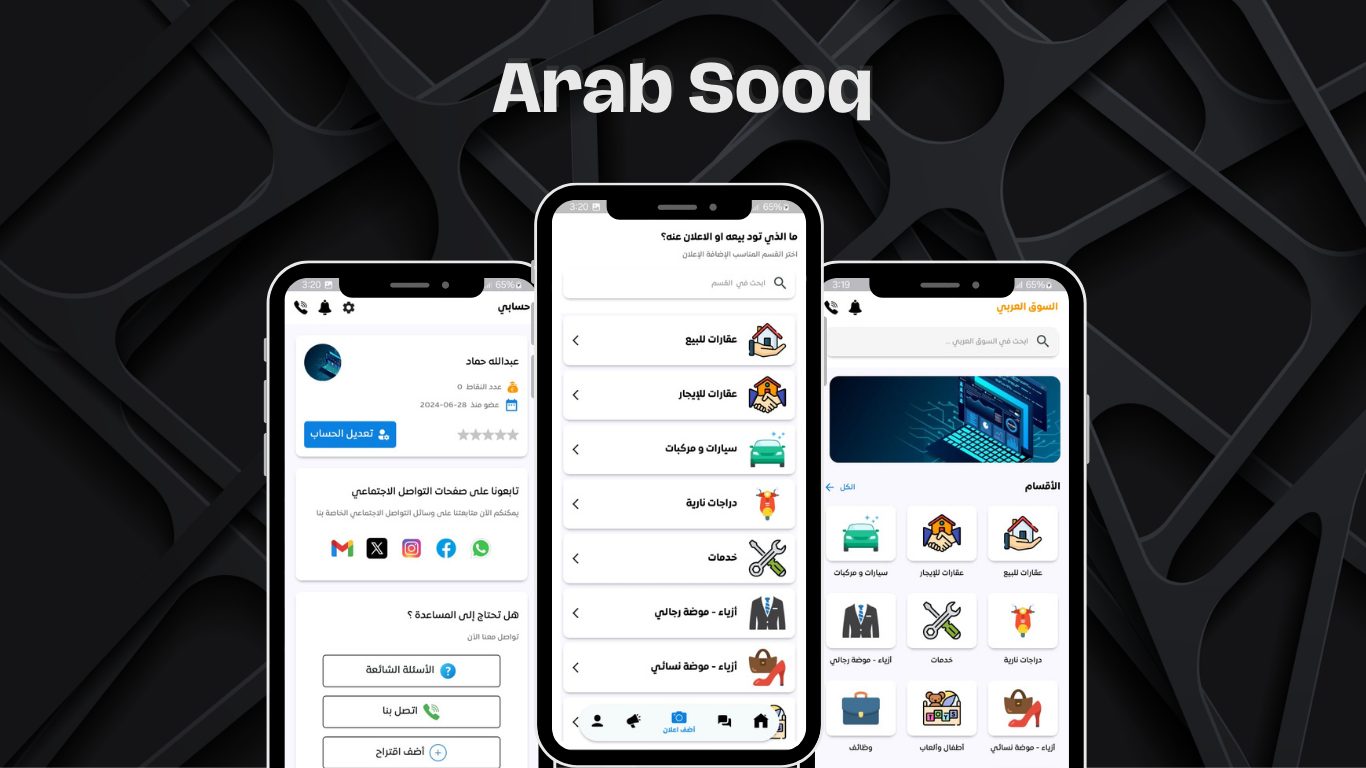 Arab Sooq
3:20
65%
حسابي
عبدالله حماد
عدد النقاط 0
عضو منذ 28-06-2024
تعديل الحساب
تابعونا على صفحات التواصل الاجتماعي
يمكنكم الآن متابعتنا على وسائل التواصل الاجتماعي الخاصة بنا
هل تحتاج إلى المساعدة ؟
تواصل معنا الآن
الأسئلة الشائعة
اتصل بنا
أضف اقتراح
3:20
65%
ما الذي تود بيعه او الاعلان عنه؟
اختر القسم المناسب لإضافة الإعلان
ابحث في القسم
عقارات للبيع
عقارات للإيجار
سيارات و مركبات
دراجات نارية
خدمات
أزياء - موضة رجالي
أزياء - موضة نسائي
أضف اعلان
3:19
65%
السوق العربي
ابحث في السوق العربي ..
الأقسام
الكل
عقارات للبيع
عقارات للإيجار
سيارات و مركبات
دراجات نارية
خدمات
أزياء - موضة رجالي
TOTS
أزياء - موضة نسائي
أطفال وألعاب
وظائف